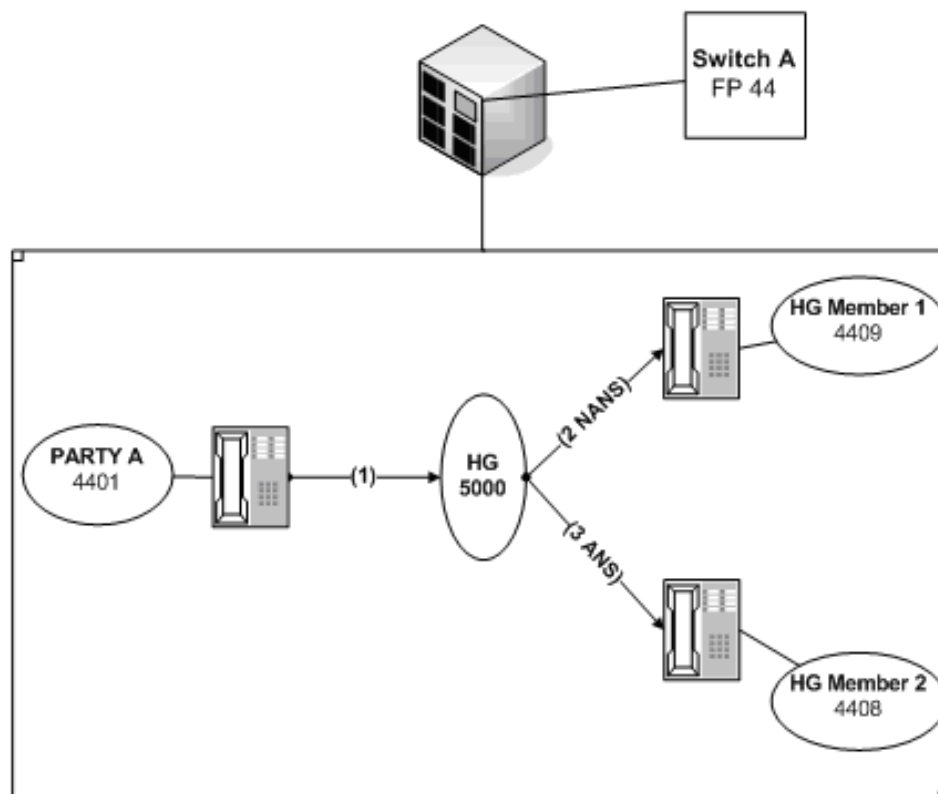 Switch A
FP 44
HG Member 1
4409
(2 NANS)
PARTY A
4401
(1)
HG
5000
(3 ANS)
HG Member 2
4408